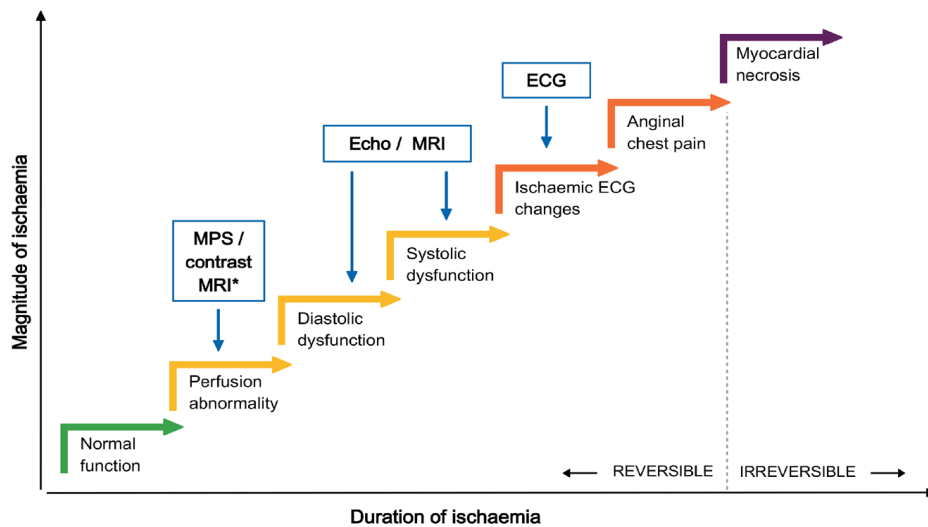 Myocardial
necrosis
ECG
Anginal
chest pain
Echo / MRI
Ischaemic ECG
changes
MPS /
contrast
MRI*
Systolic
dysfunction
Diastolic
dysfunction
Perfusion
abnormality
Normal
function
REVERSIBLE
IRREVERSIBLE
Magnitude of ischaemia
Duration of ischaemia